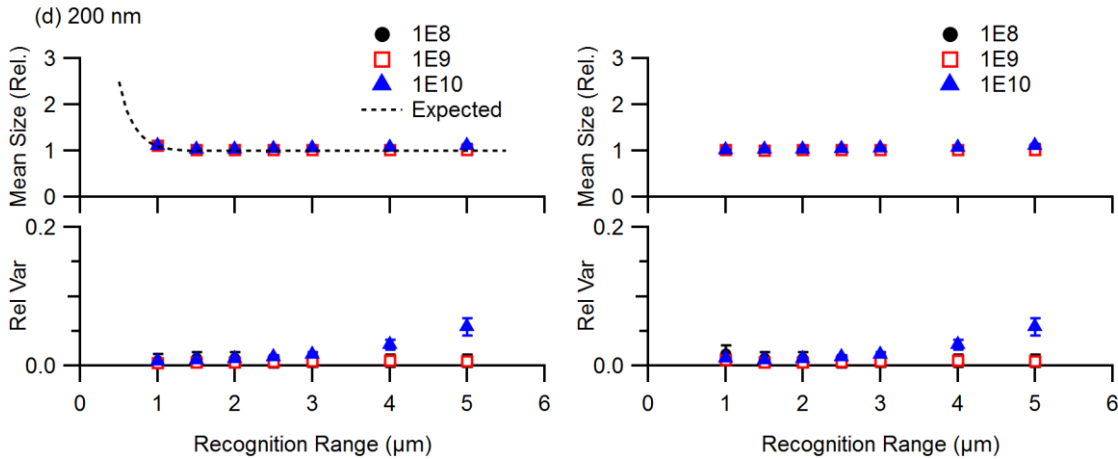 (d) 200 nm
1E8
1E9
1E10
Expected
Mean Size (Rel.)
3
2
1
0
Rel Var
0.2
0.0
0 1 2 3 4 5 6
Recognition Range (µm)
1E8
1E9
1E10
Mean Size (Rel.)
3
2
1
0
Rel Var
0.2
0.0
0 1 2 3 4 5 6
Recognition Range (µm)